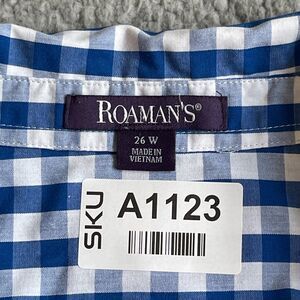 ROAMAN'S®
26 W
MADE IN
VIETNAM
SKU
A1123